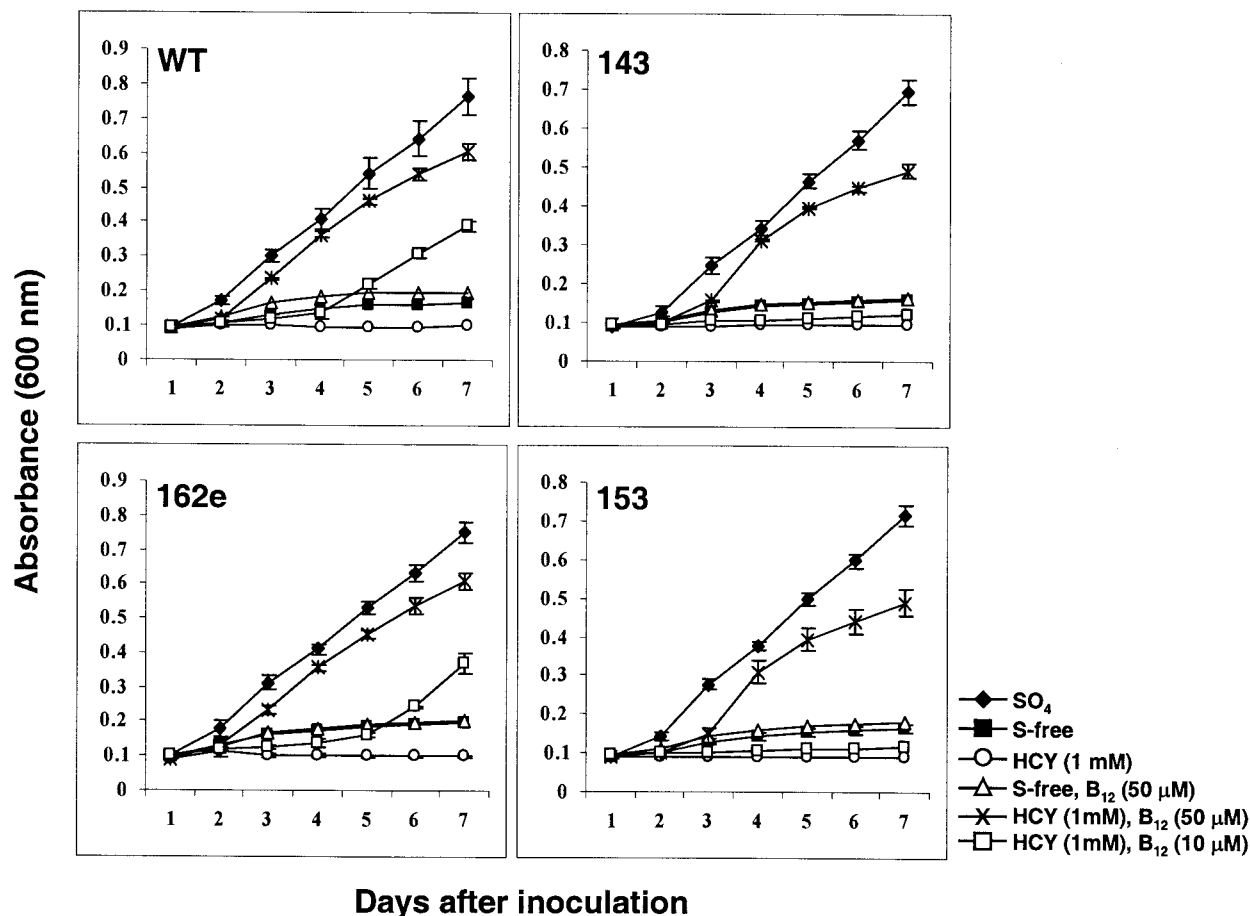 Absorbance (600 nm)
WT
0.9
0.8
0.7
0.6
0.5
0.4
0.3
0.2
0.1
0
1 2 3 4 5 6 7
143
0.8
0.7
0.6
0.5
0.4
0.3
0.2
0.1
0
1 2 3 4 5 6 7
162e
0.9
0.8
0.7
0.6
0.5
0.4
0.3
0.2
0.1
0
1 2 3 4 5 6 7
153
0.8
0.7
0.6
0.5
0.4
0.3
0.2
0.1
0
1 2 3 4 5 6 7
SO₄
S-free
HCY (1 mM)
S-free, B₁₂ (50 µM)
HCY (1mM), B₁₂ (50 µM)
HCY (1mM), B₁₂ (10 µM)
Days after inoculation